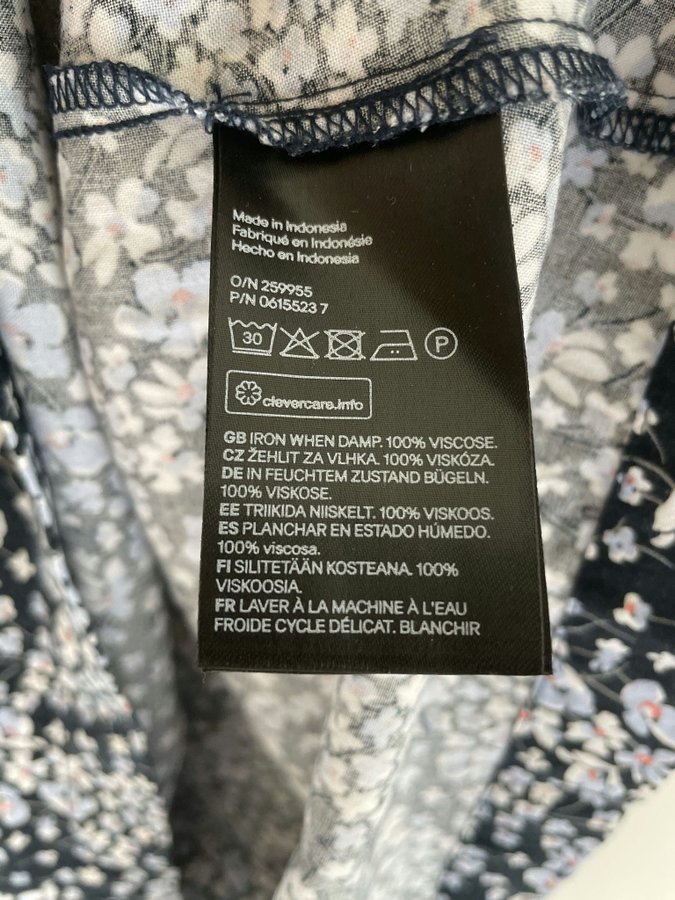 Made in Indonesia
Fabriqué en Indonésie
Hecho en Indonesia
O/N 259955
P/N 0615523 7
30
P
clevercare.info
GB IRON WHEN DAMP. 100% VISCOSE.
CZ ŽEHLIT ZA VLHKA. 100% VISKÓZA.
DE IN FEUCHTEM ZUSTAND BÜGELN.
100% VISKOSE.
EE TRIIKIDA NIISKELT. 100% VISKOOS.
ES PLANCHAR EN ESTADO HÚMEDO.
100% viscosa.
FI SILITETÄÄN KOSTEANA. 100%
VISKOOSIA.
FR LAVER À LA MACHINE À L'EAU
FROIDE CYCLE DÉLICAT. BLANCHIR